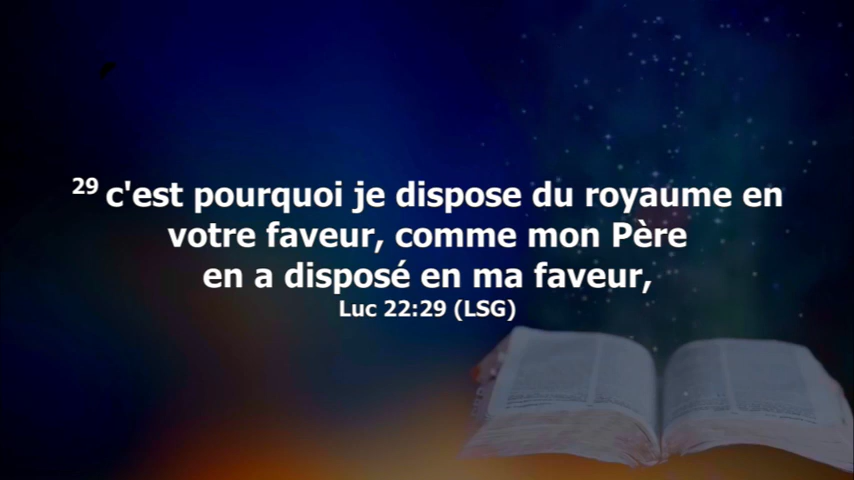 29 c'est pourquoi je dispose du royaume en
votre faveur, comme mon Père
en a disposé en ma faveur,
Luc 22:29 (LSG)